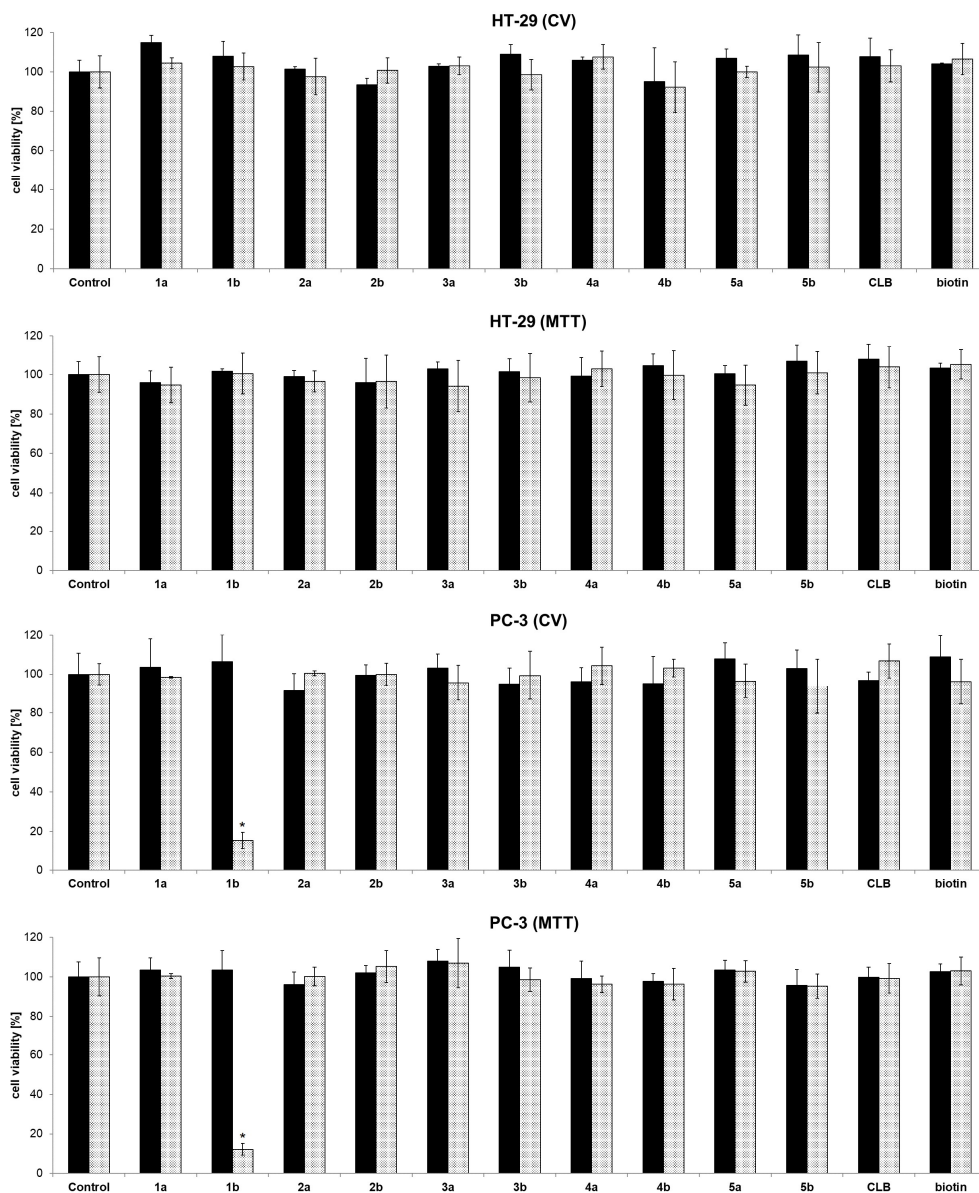 HT-29 (CV)
cell viability [%]
120
100
80
60
40
20
0
Control 1a 1b 2a 2b 3a 3b 4a 4b 5a 5b CLB biotin
HT-29 (MTT)
cell viability [%]
120
100
80
60
40
20
0
Control 1a 1b 2a 2b 3a 3b 4a 4b 5a 5b CLB biotin
PC-3 (CV)
cell viability [%]
120
100
80
60
40
20
*
0
Control 1a 1b 2a 2b 3a 3b 4a 4b 5a 5b CLB biotin
PC-3 (MTT)
cell viability [%]
120
100
80
60
40
20
*
0
Control 1a 1b 2a 2b 3a 3b 4a 4b 5a 5b CLB biotin